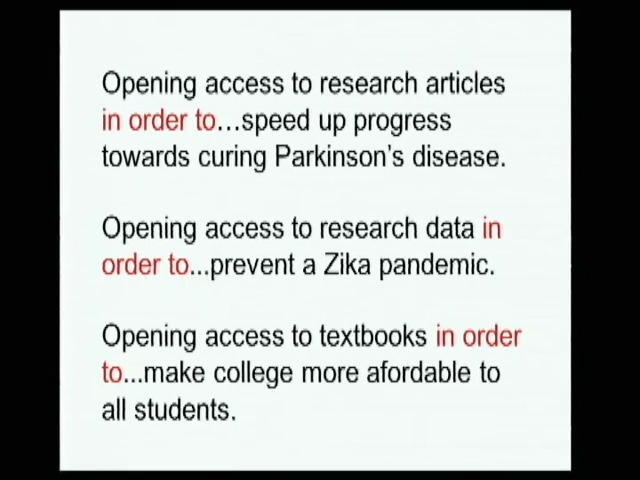 Opening access to research articles
in order to...speed up progress
towards curing Parkinson's disease.
Opening access to research data in
order to...prevent a Zika pandemic.
Opening access to textbooks in order
to...make college more afordable to
all students.